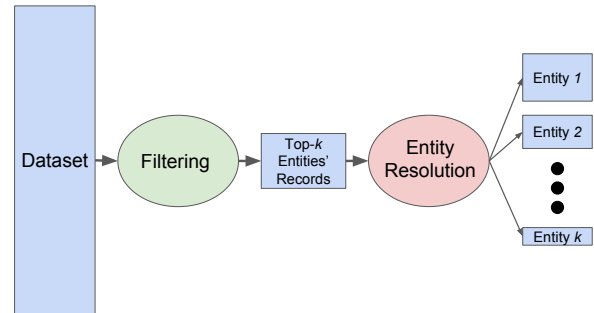 Dataset
Filtering
Top-k
Entities'
Records
Entity
Resolution
Entity 1
Entity 2
Entity k